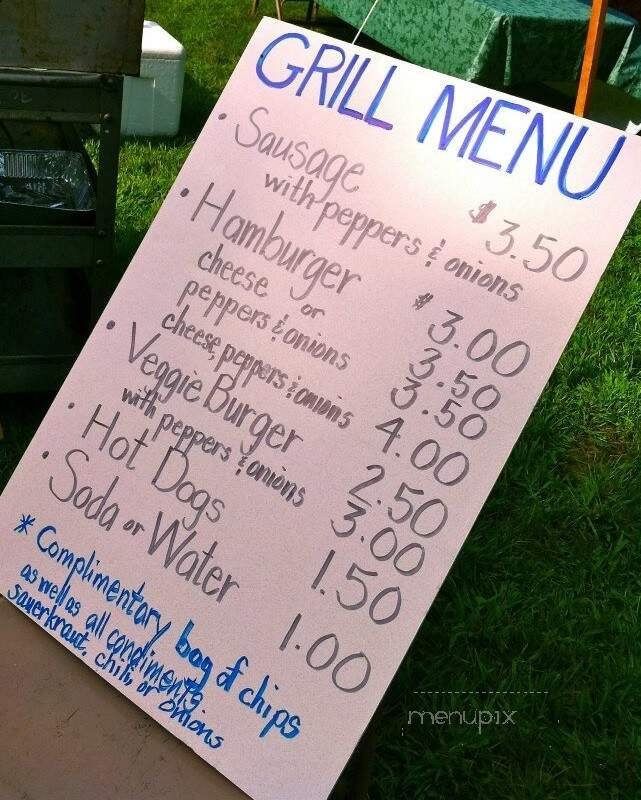 GRILL MENU
• Sausage $3.50
with peppers & onions
• Hamburger $3.00
cheese or 3.50
peppers & onions 3.50
cheese, peppers & onions 4.00
• Veggie Burger 2.50
with peppers & onions 3.00
• Hot Dogs 1.50
• Soda or Water 1.00
* Complimentary bag of chips
as well as all condiments,
sauerkraut, chili, or onions
menupix